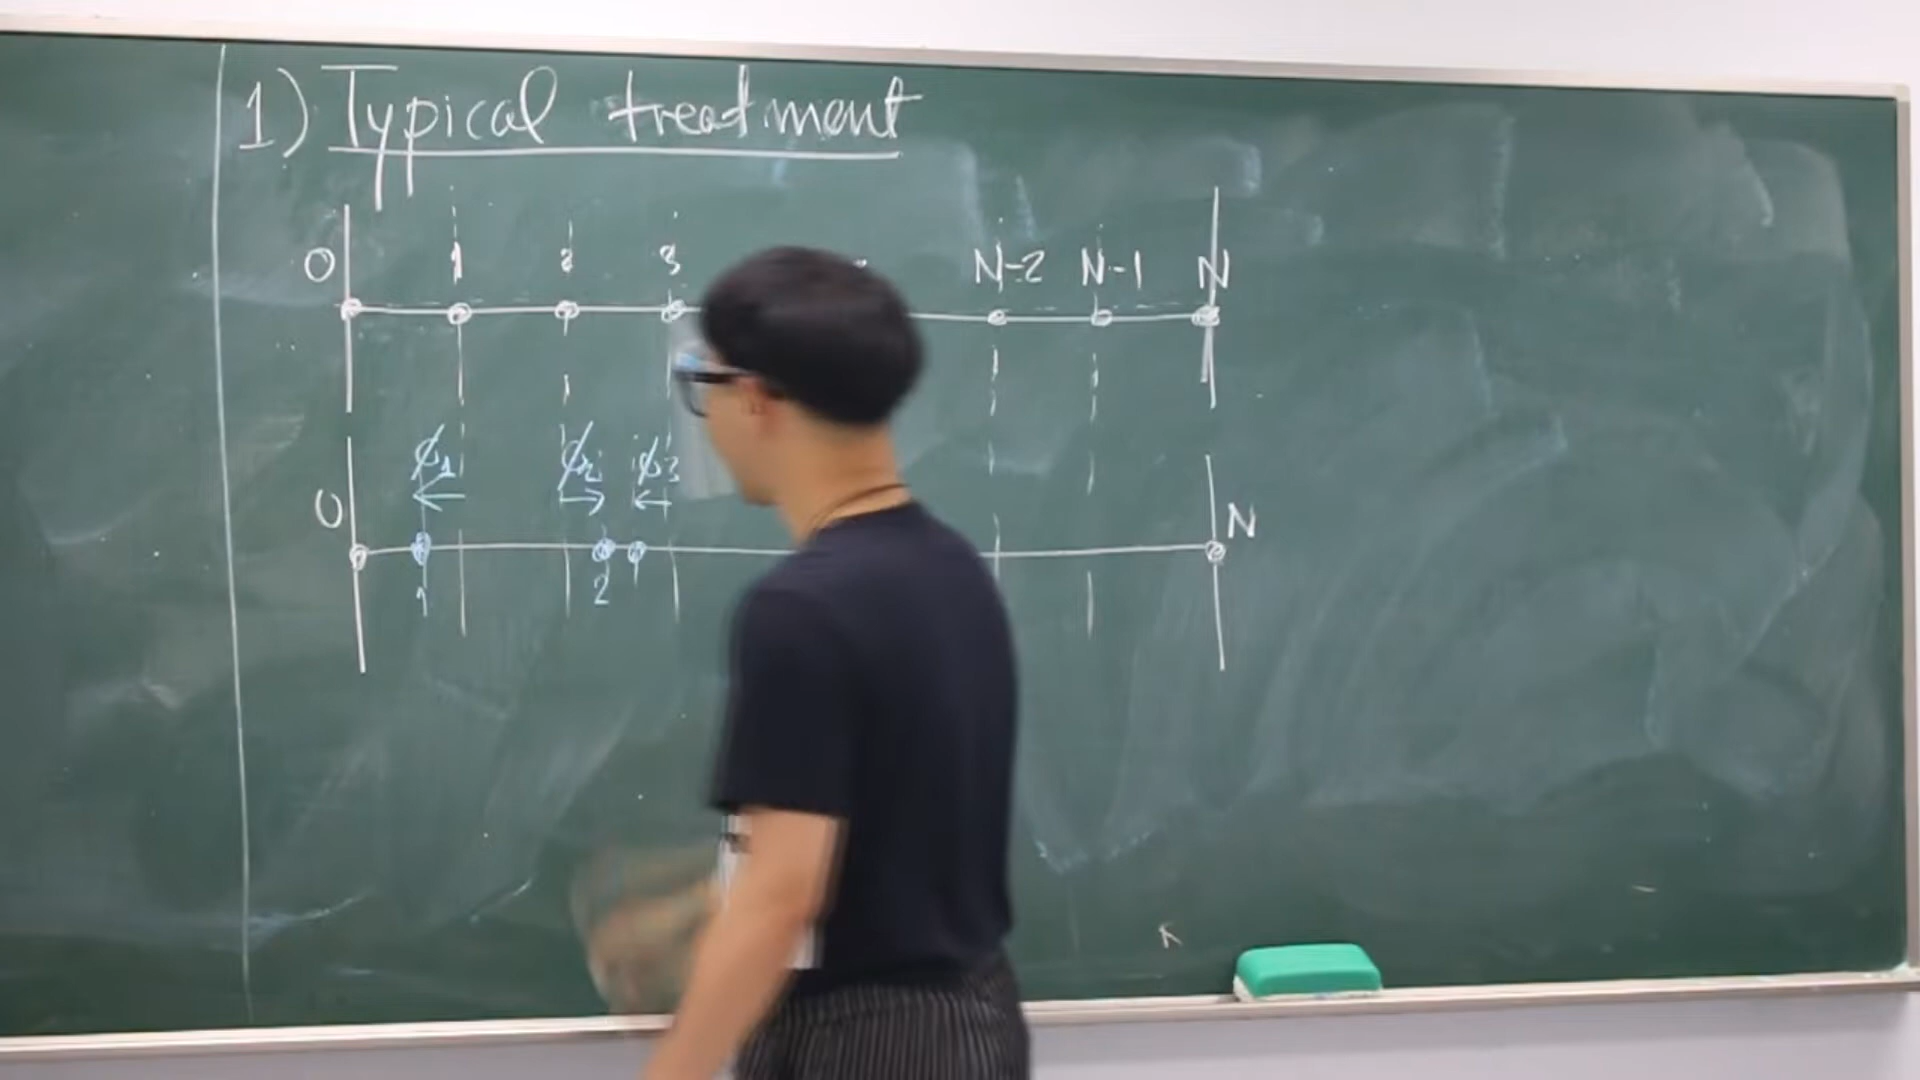 1) Typical treatment
0 1 2 3 N-2 N-1 N
ϕ1 ϕ2 ϕ3
0 N
1 2